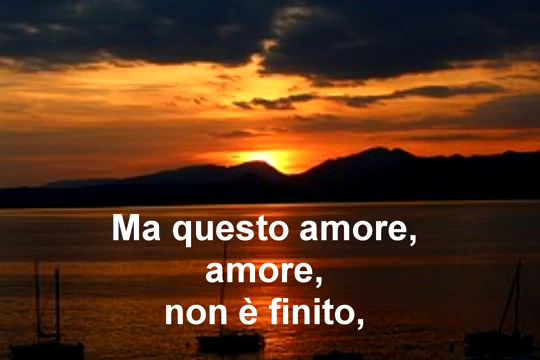 Ma questo amore,
amore,
non è finito,